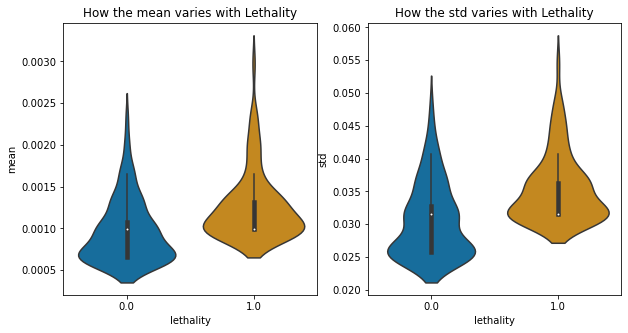 How the mean varies with Lethality
mean
0.0030
0.0025
0.0020
0.0015
0.0010
0.0005
0.0 1.0
lethality
How the std varies with Lethality
std
0.060
0.055
0.050
0.045
0.040
0.035
0.030
0.025
0.020
0.0 1.0
lethality